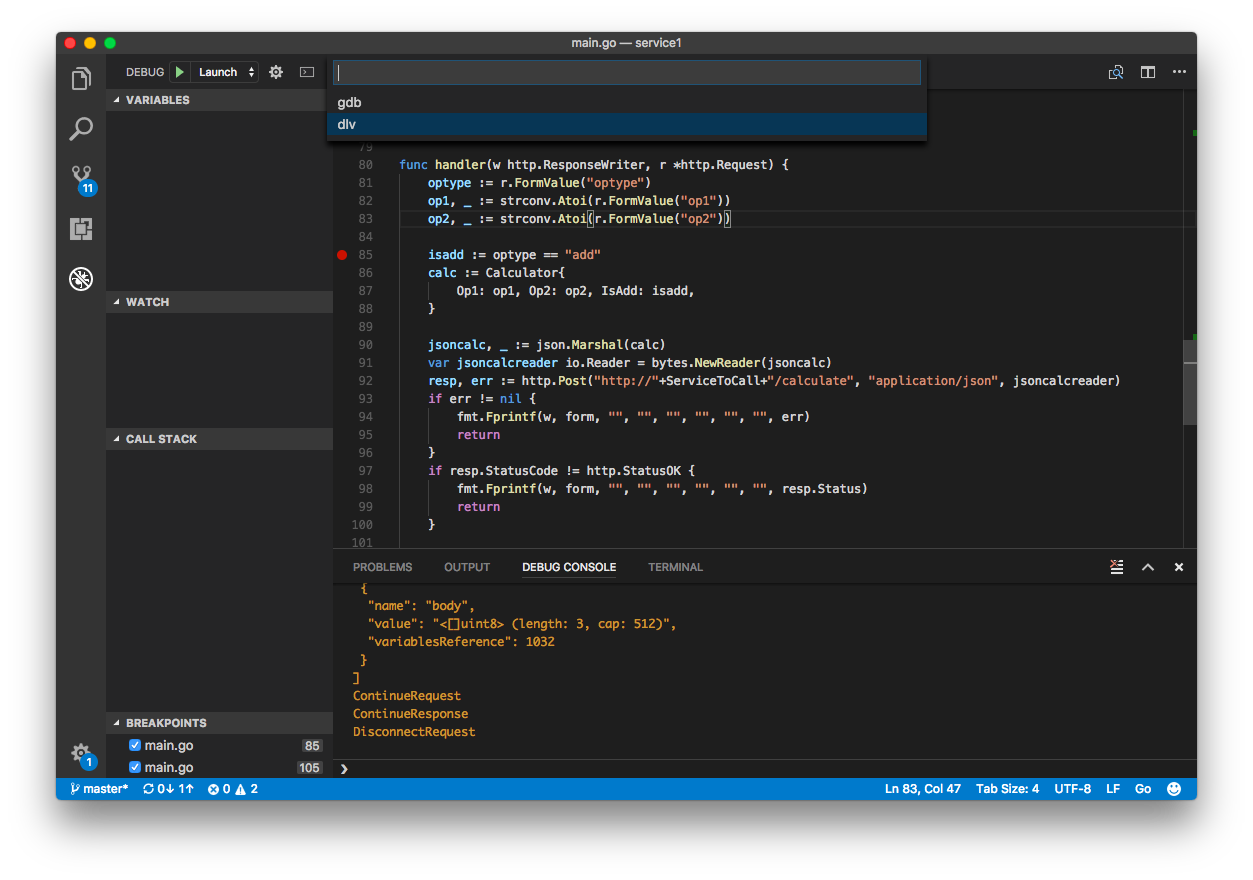 main.go — service1
DEBUG Launch
gdb
dlv
VARIABLES
WATCH
CALL STACK
BREAKPOINTS
main.go 85
main.go 105
11
1
79
80 func handler(w http.ResponseWriter, r *http.Request) {
81 optype := r.FormValue("optype")
82 op1, _ := strconv.Atoi(r.FormValue("op1"))
83 op2, _ := strconv.Atoi(r.FormValue("op2"))
84
85 isadd := optype == "add"
86 calc := Calculator{
87 Op1: op1, Op2: op2, IsAdd: isadd,
88 }
89
90 jsoncalc, _ := json.Marshal(calc)
91 var jsoncalcreader io.Reader = bytes.NewReader(jsoncalc)
92 resp, err := http.Post("http://"+ServiceToCall+"/calculate", "application/json", jsoncalcreader)
93 if err != nil {
94 fmt.Fprintf(w, form, "", "", "", "", "", "", err)
95 return
96 }
97 if resp.StatusCode != http.StatusOK {
98 fmt.Fprintf(w, form, "", "", "", "", "", "", resp.Status)
99 return
100 }
101
PROBLEMS OUTPUT DEBUG CONSOLE TERMINAL
{
"name": "body",
"value": "<[]uint8> (length: 3, cap: 512)",
"variablesReference": 1032
}
]
ContinueRequest
ContinueResponse
DisconnectRequest
master* 0↓ 1↑ 0 2 Ln 83, Col 47 Tab Size: 4 UTF-8 LF Go